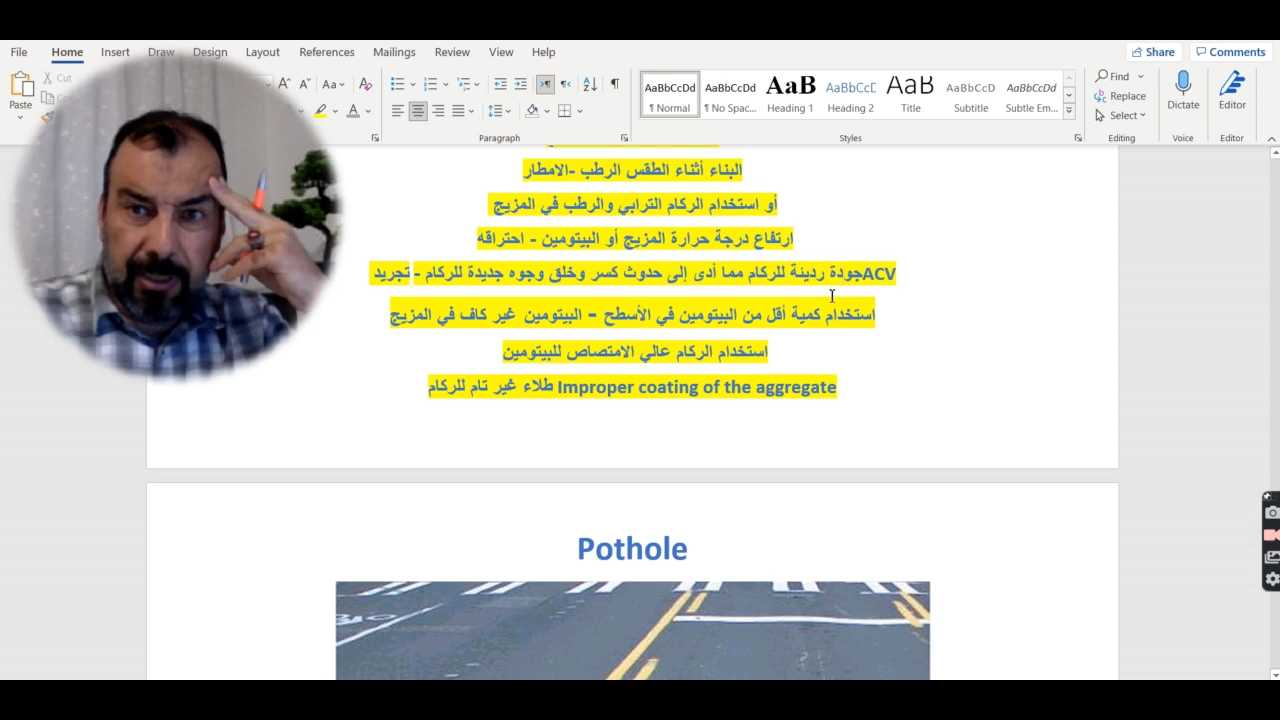 File Home Insert Draw Design Layout References Mailings Review View Help Share Comments
Cut
Paste
Aa
AaBbCcDd AaBbCcDd AaB AaBbCcE AaB AaBbCcD AaBbCcDd
¶ Normal ¶ No Spac... Heading 1 Heading 2 Title Subtitle Subtle Em...
Find
Replace
Select
Dictate Editor
Paragraph Styles Editing Voice Editor
البناء أثناء الطقس الرطب -الامطار
أو استخدام الركام الترابي والرطب في المزيج
ارتفاع درجة حرارة المزيج أو البيتومين - احتراقه
ACVجودة رديئة للركام مما أدى إلى حدوث كسر وخلق وجوه جديدة للركام - تجريد
استخدام كمية أقل من البيتومين في الأسطح – البيتومين غير كاف في المزيج
استخدام الركام عالي الامتصاص للبيتومين
Improper coating of the aggregate طلاء غير تام للركام
Pothole